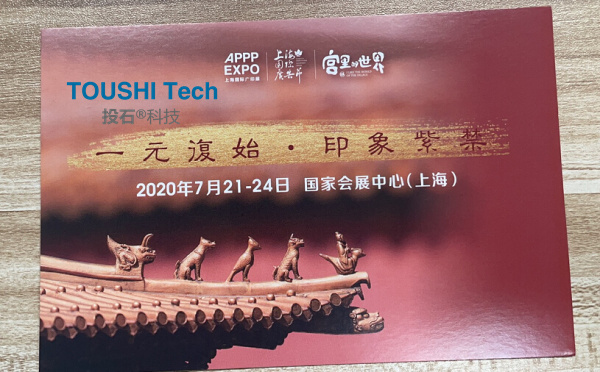 APPP
EXPO
上海国际广印展
上海
国际
广告节
宫里的世界
TOUSHI Tech
投石®科技
一元復始·印象紫禁
2020年7月21-24日 国家会展中心(上海)